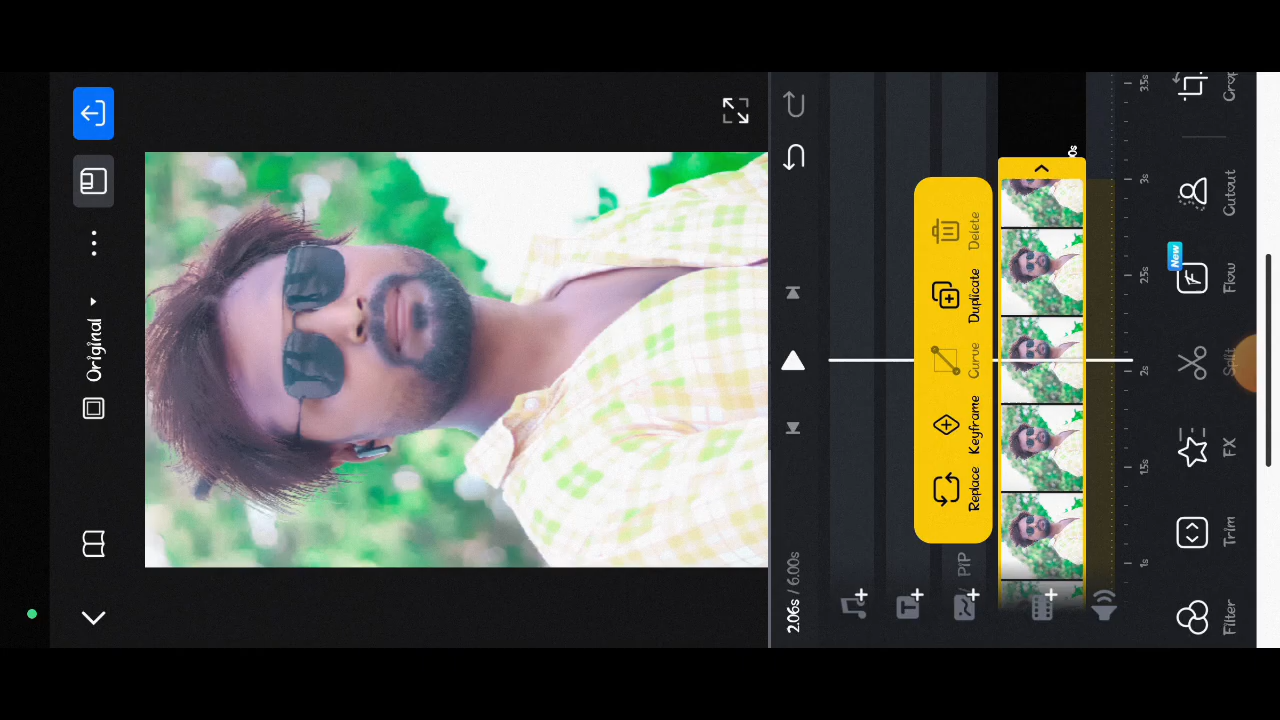 Original
2.06s / 6.00s
PIP
Replace
Keyframe
Curve
Duplicate
Delete
1s
1.5s
2s
2.5s
3s
3.5s
Filter
Trim
FX
Split
New
Flow
Cutout